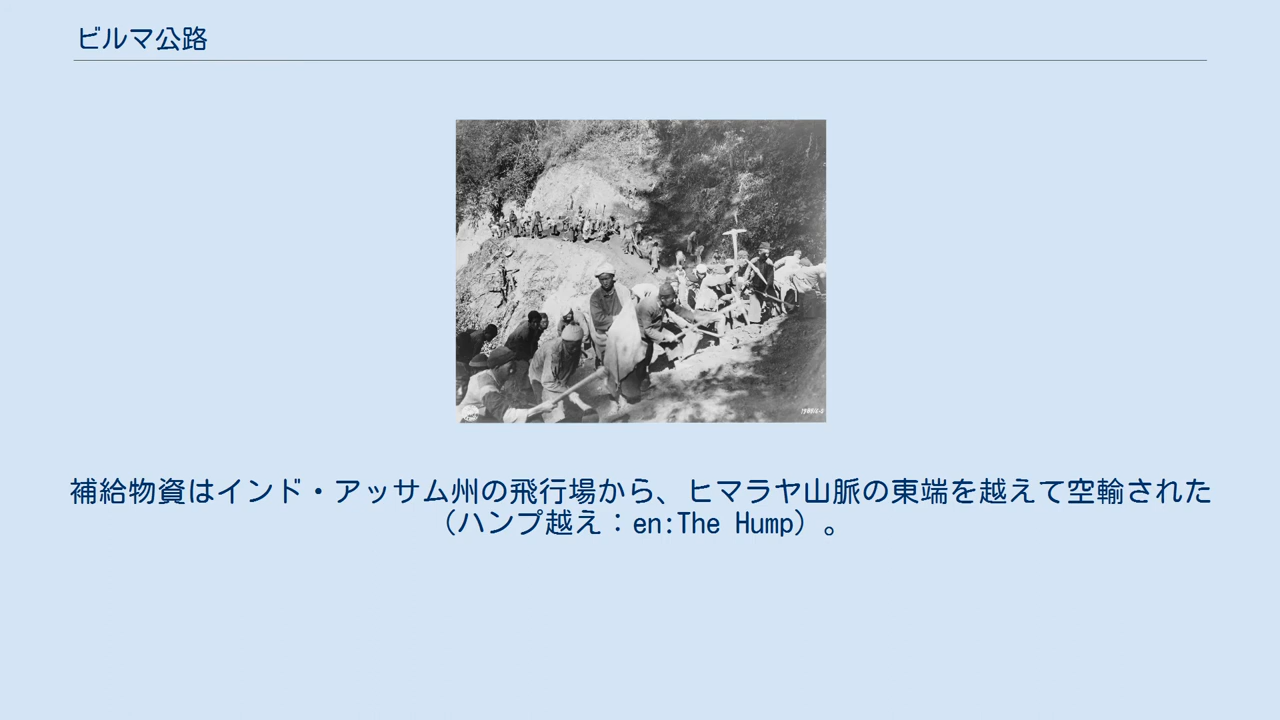 ビルマ公路
補給物資はインド・アッサム州の飛行場から、ヒマラヤ山脈の東端を越えて空輸された
（ハンプ越え：en:The Hump）。